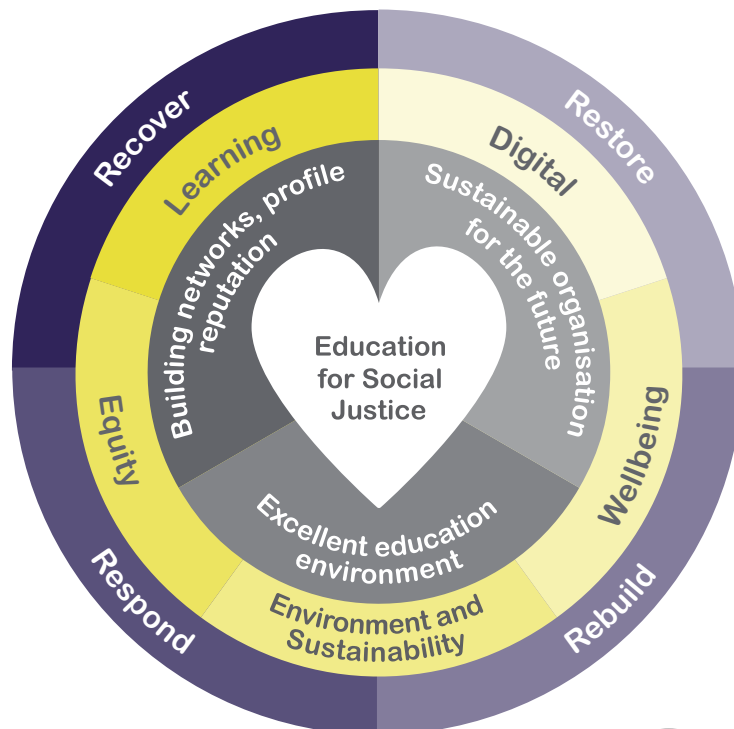 Recover
Restore
Learning
Digital
Building networks, profile
reputation
Sustainable organisation
for the future
Education
for Social
Justice
Equity
Wellbeing
Excellent education
environment
Environment and
Sustainability
Respond
Rebuild